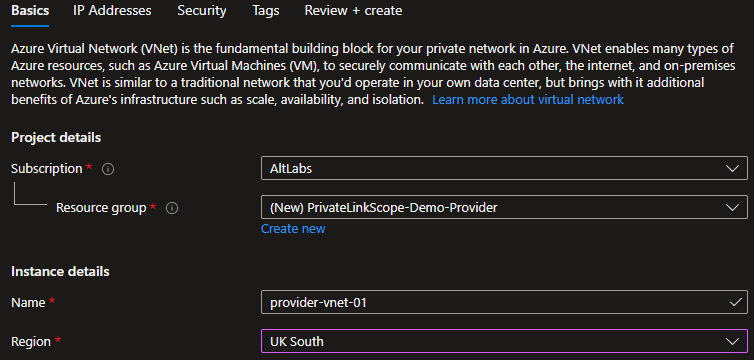 Basics IP Addresses Security Tags Review + create
Azure Virtual Network (VNet) is the fundamental building block for your private network in Azure. VNet enables many types of
Azure resources, such as Azure Virtual Machines (VM), to securely communicate with each other, the internet, and on-premises
networks. VNet is similar to a traditional network that you'd operate in your own data center, but brings with it additional
benefits of Azure's infrastructure such as scale, availability, and isolation. Learn more about virtual network
Project details
Subscription * AltLabs
Resource group * (New) PrivateLinkScope-Demo-Provider
Create new
Instance details
Name * provider-vnet-01
Region * UK South